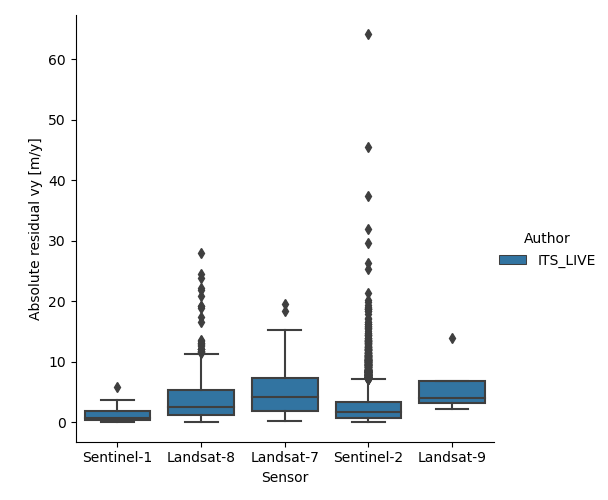 Absolute residual vy [m/y]
60
50
40
30
20
10
0
Sentinel-1 Landsat-8 Landsat-7 Sentinel-2 Landsat-9
Sensor
Author
ITS_LIVE